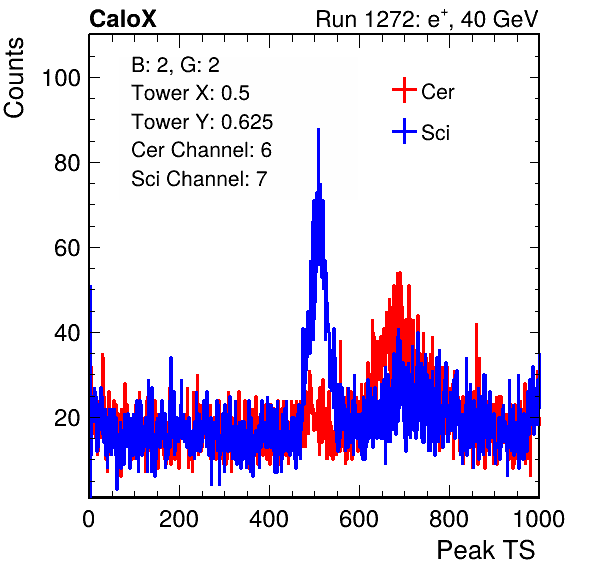 CaloX Run 1272: e⁺, 40 GeV
Counts
B: 2, G: 2
Tower X: 0.5
Tower Y: 0.625
Cer Channel: 6
Sci Channel: 7
Cer
Sci
100
80
60
40
20
0 200 400 600 800 1000
Peak TS